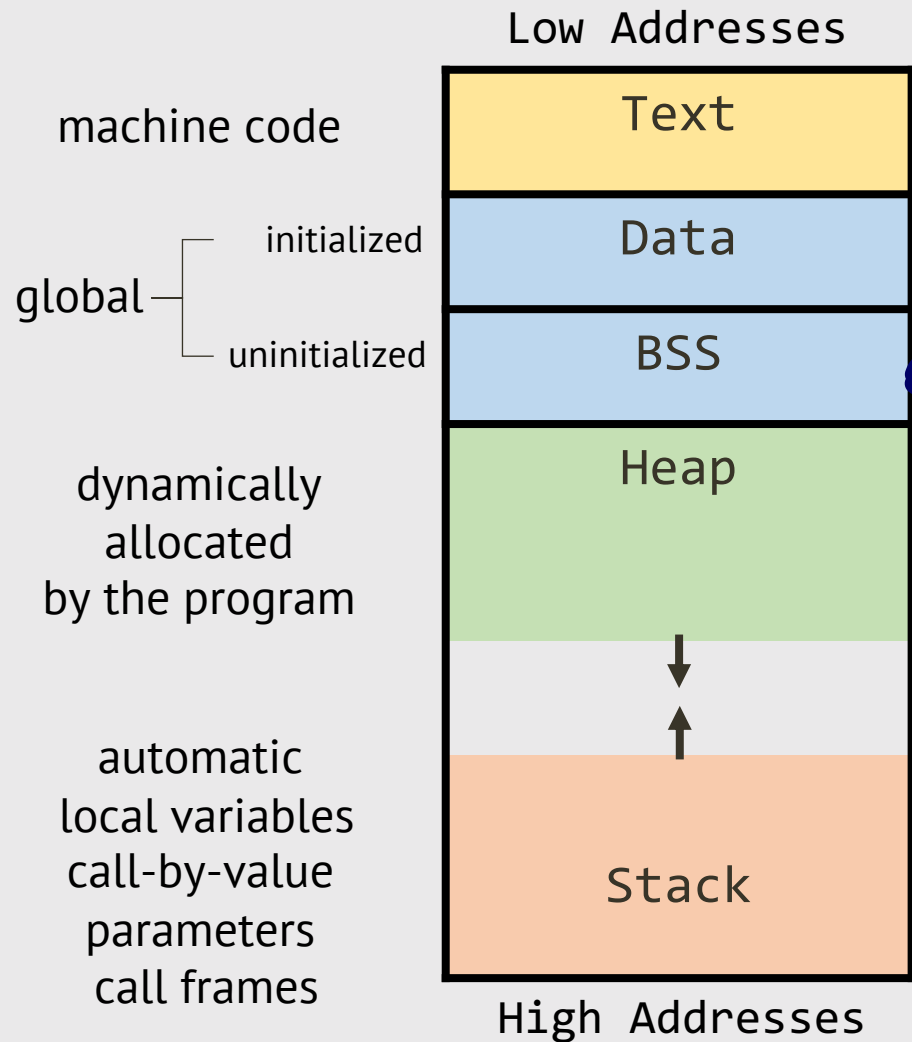 Low Addresses
machine code
Text
initialized
Data
global
uninitialized
BSS
Heap
dynamically
allocated
by the program
automatic
local variables
call-by-value
Stack
parameters
call frames
High Addresses